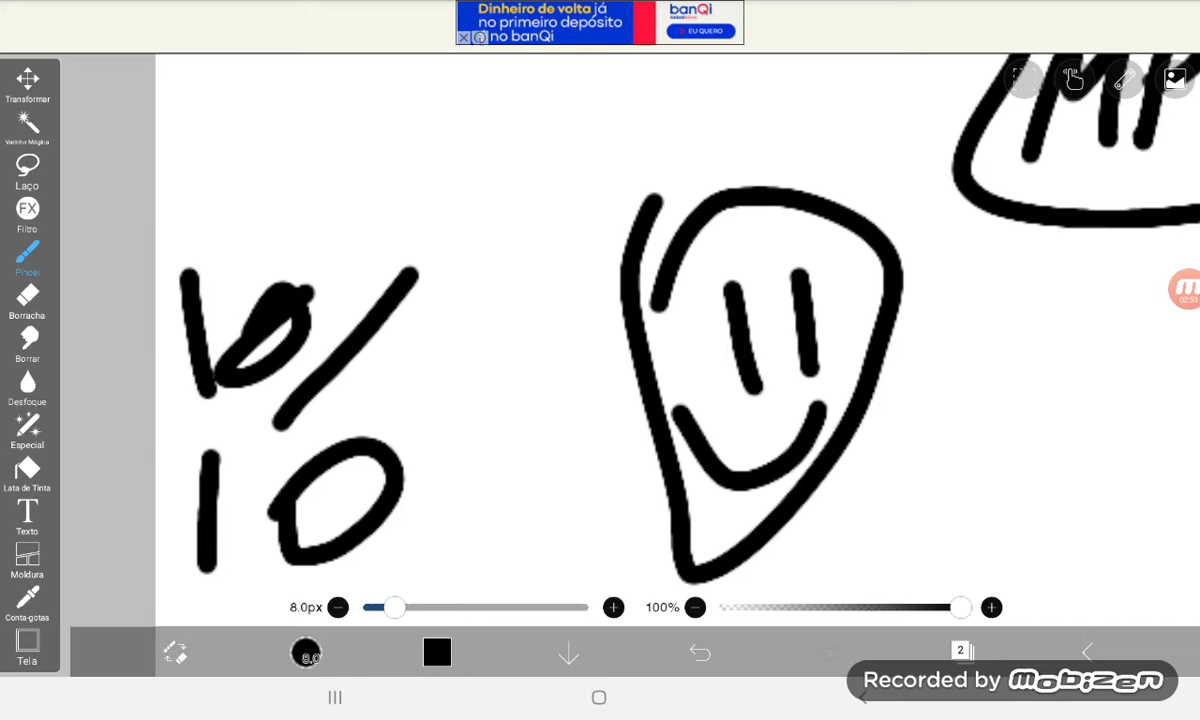 Dinheiro de volta já
no primeiro depósito
no banQi
banQi
EU QUERO
Transformar
Varinha Mágica
Laço
FX
Filtro
Pincel
Borracha
Borrar
Desfoque
Especial
Lata de Tinta
T
Texto
Moldura
Conta-gotas
Tela
10/
10
02:51
8.0px
100%
8.0
2
Recorded by mobizen